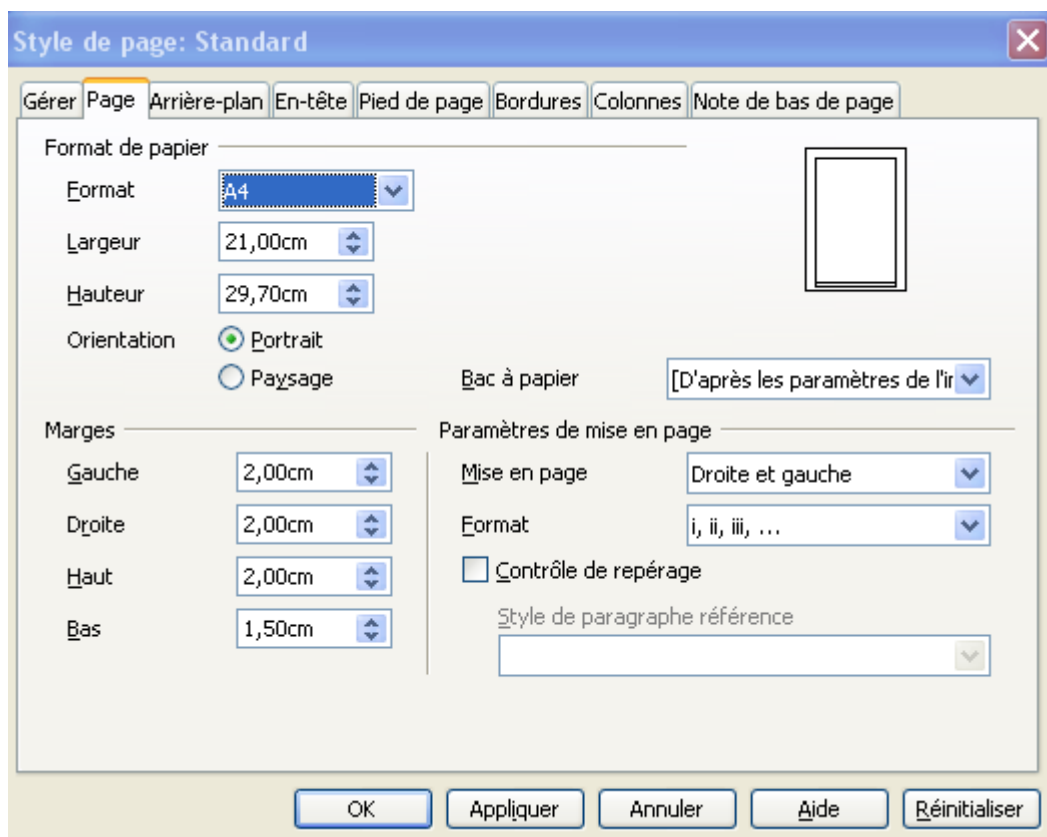 Style de page: Standard
Gérer Page Arrière-plan En-tête Pied de page Bordures Colonnes Note de bas de page
Format de papier
Format A4
Largeur 21,00cm
Hauteur 29,70cm
Orientation Portrait
Paysage Bac à papier [D'après les paramètres de l'ir
Marges Paramètres de mise en page
Gauche 2,00cm Mise en page Droite et gauche
Droite 2,00cm Format i, ii, iii, ...
Haut 2,00cm Contrôle de repérage
Bas 1,50cm Style de paragraphe référence
OK Appliquer Annuler Aide Réinitialiser